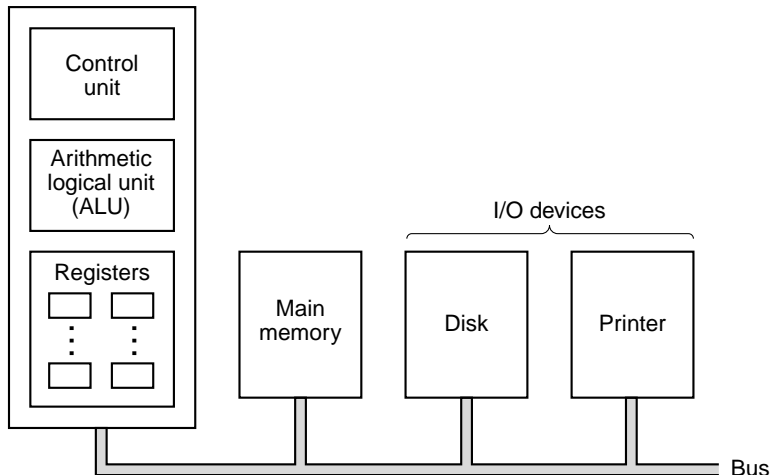 Control
unit
Arithmetic
logical unit
(ALU)
Registers
I/O devices
Main
memory
Disk
Printer
Bus